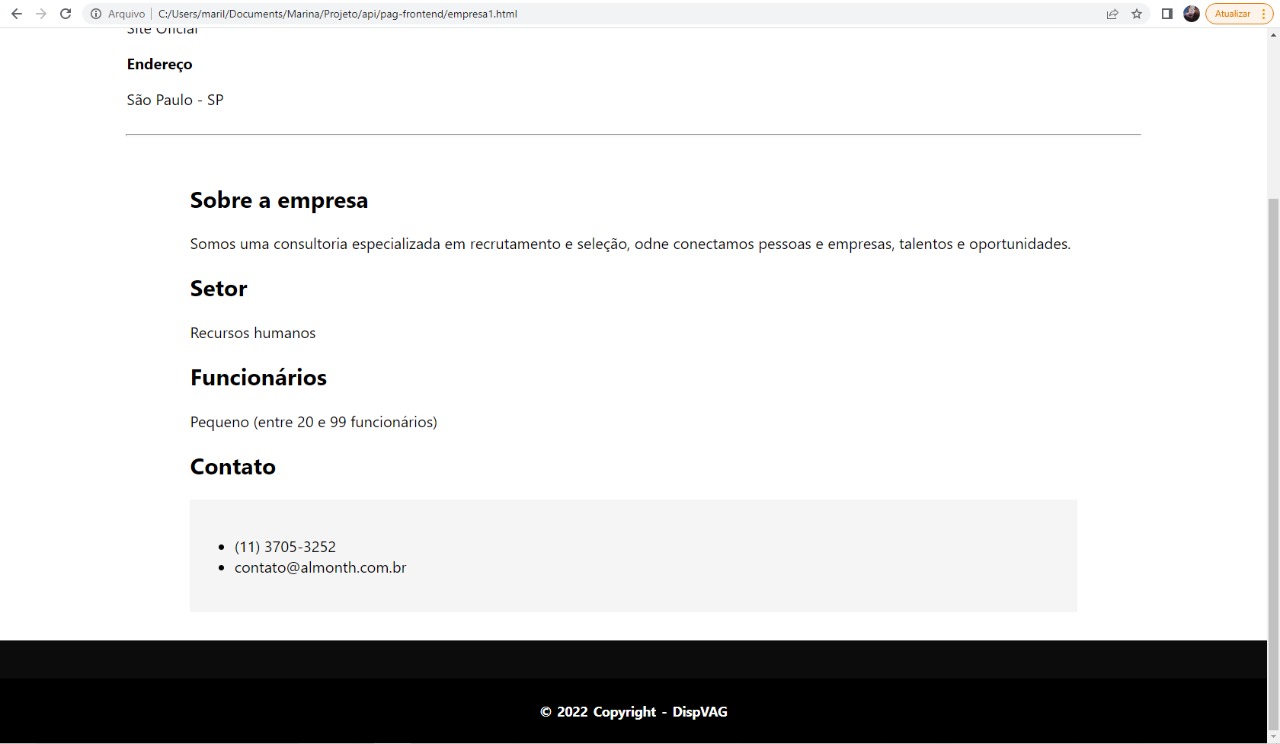 Arquivo | C:/Users/maril/Documents/Marina/Projeto/api/pag-frontend/empresa1.html
Atualizar
Site Oficial
Endereço
São Paulo - SP
Sobre a empresa
Somos uma consultoria especializada em recrutamento e seleção, odne conectamos pessoas e empresas, talentos e oportunidades.
Setor
Recursos humanos
Funcionários
Pequeno (entre 20 e 99 funcionários)
Contato
• (11) 3705-3252
• contato@almonth.com.br
© 2022 Copyright - DispVAG